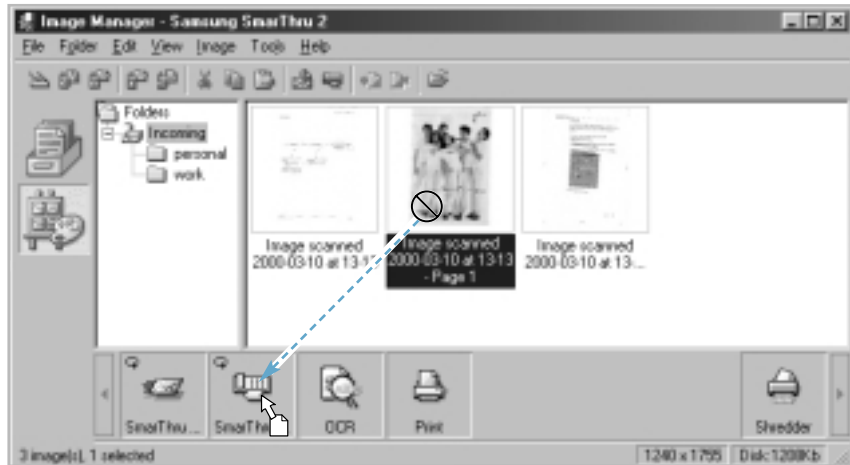 Image Manager - Samsung SmarThru 2
File Folder Edit View Image Tools Help
Folders
Incoming
personal
work
Image scanned
2000-03-10 at 13-13
Image scanned
2000-03-10 at 13-13
- Page 1
Image scanned
2000-03-10 at 13-...
SmarThru ...
SmarThr
OCR
Print
Shredder
3 image(s), 1 selected
1240 x 1755
Disk:1200Kb